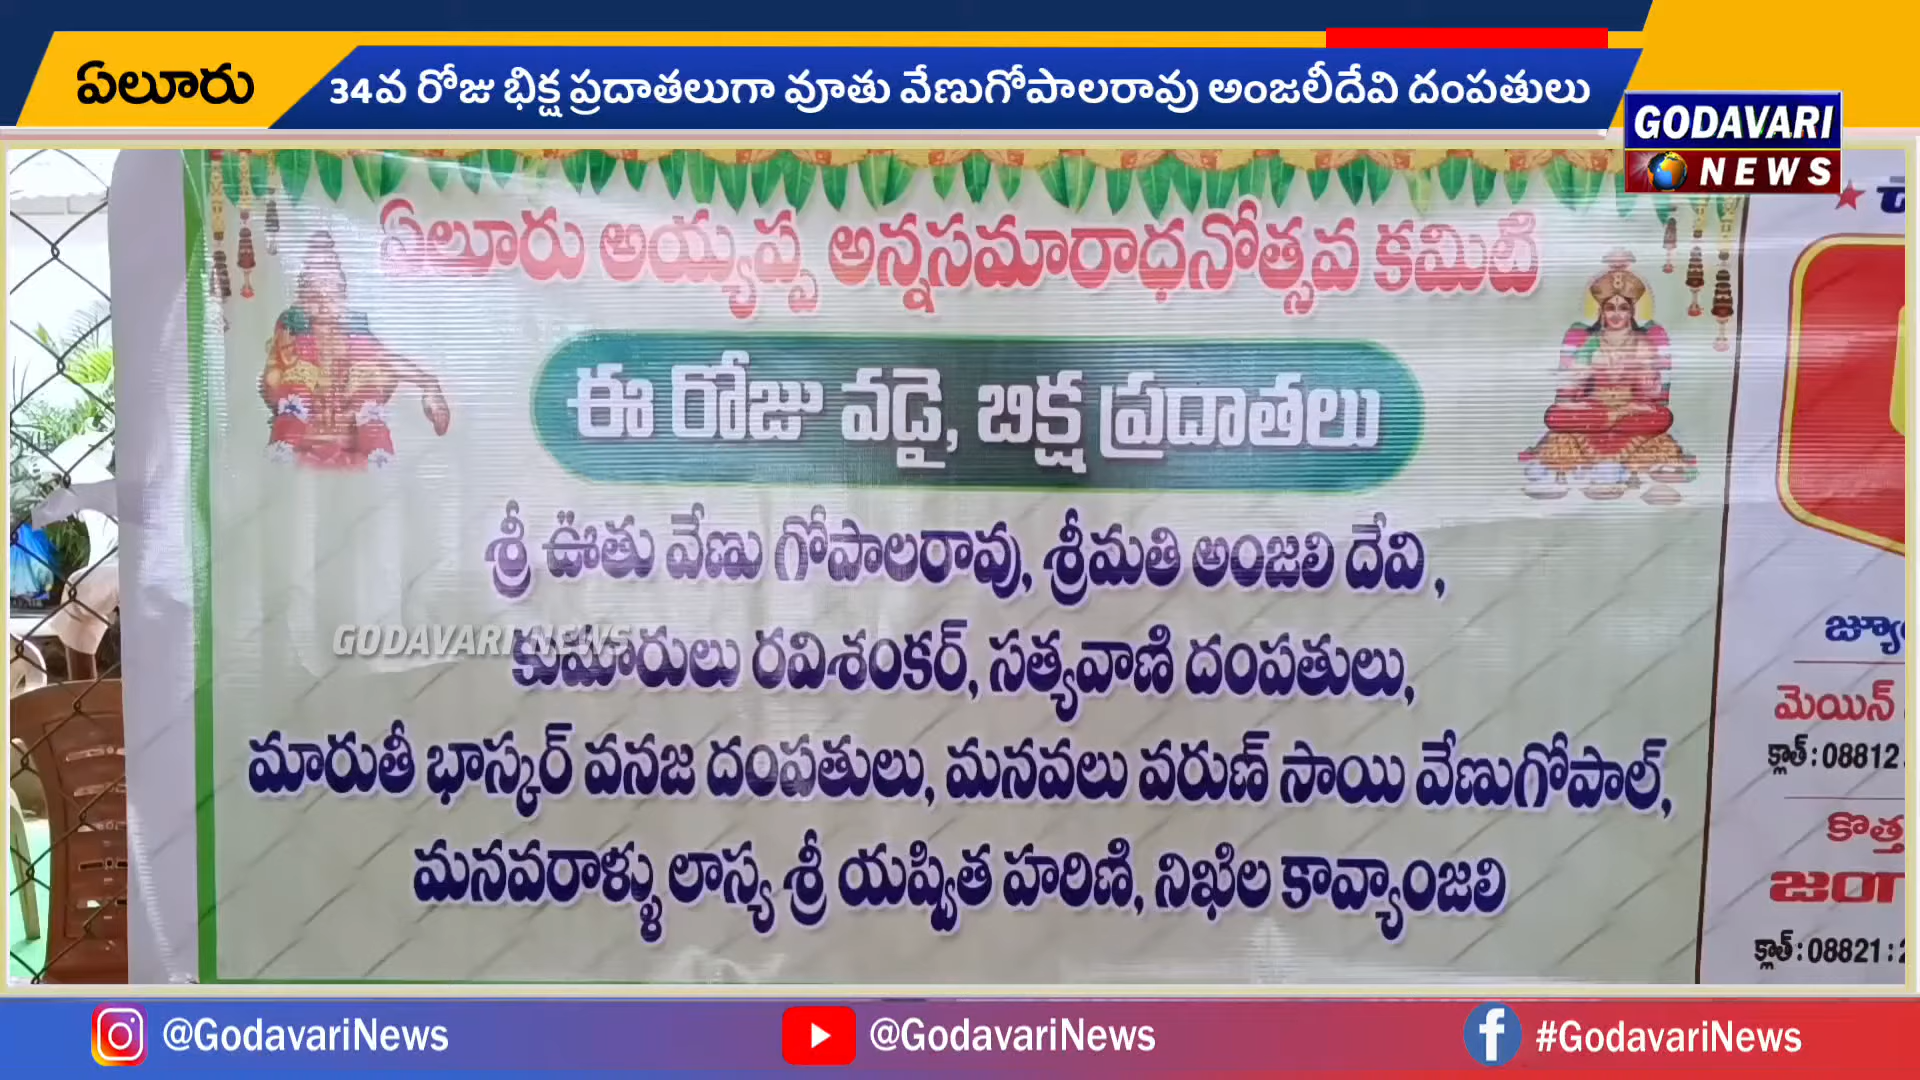 ఏలూరు
34వ రోజు భిక్ష ప్రదాతలుగా వూతు వేణుగోపాలరావు అంజలీదేవి దంపతులు
GODAVARI
NEWS
ఏలూరు అయ్యప్ప అన్నసమారాధనోత్సవ కమిటి
ఈ రోజు వడై, బిక్ష ప్రదాతలు
శ్రీ ఊతు వేణు గోపాలరావు, శ్రీమతి అంజలి దేవి,
GODAVARI NEWS
కుమారులు రవిశంకర్, సత్యవాణి దంపతులు,
మారుతీ భాస్కర్ వనజ దంపతులు, మనవలు వరుణ్ సాయి వేణుగోపాల్,
మనవరాళ్ళు లాస్య శ్రీ యష్విత హరిణి, నిఖిల కావ్యాంజలి
మెయిన్
క్లాత్: 08812
కొత్త
క్లాత్: 08821:
@GodavariNews
@GodavariNews
#GodavariNews